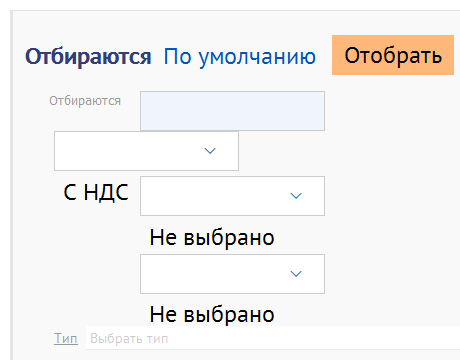 Отбираются По умолчанию Отобрать
Отбираются
С НДС
Не выбрано
Не выбрано
Тип Выбрать тип